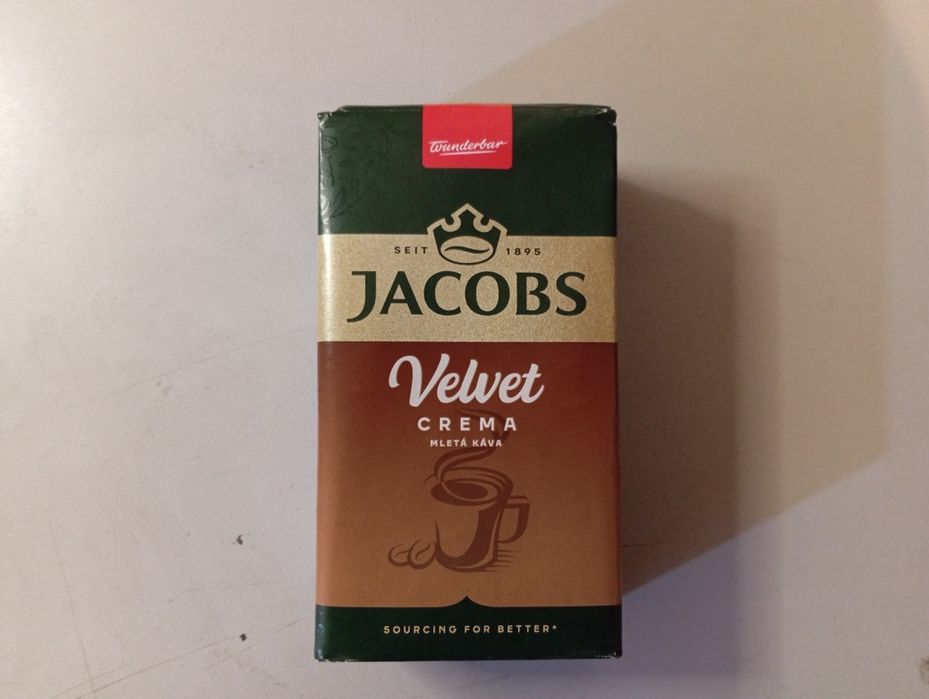 wunderbar
SEIT 1895
JACOBS
Velvet
CREMA
MLETÁ KÁVA
SOURCING FOR BETTER*